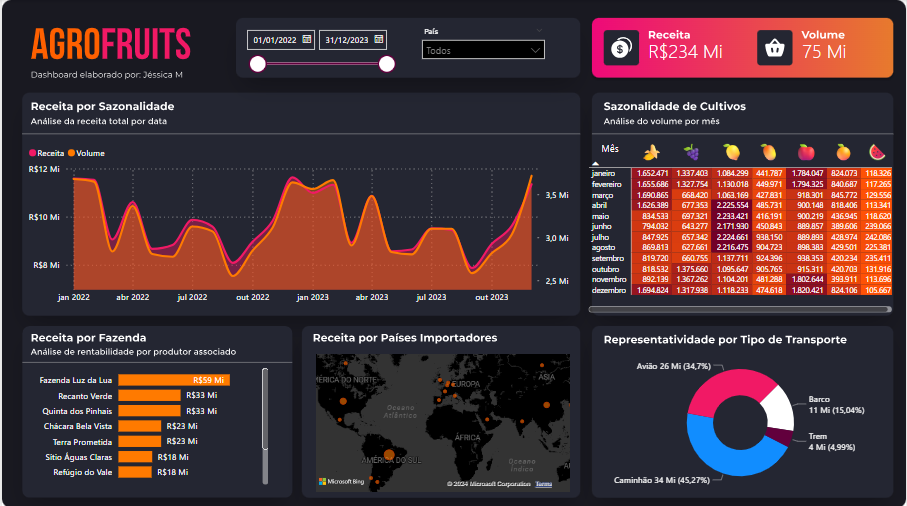 AGROFRUITS
Dashboard elaborado por: Jéssica M
01/01/2022 31/12/2023
País
Todos
Receita
R$234 Mi
Volume
75 Mi
Receita por Sazonalidade
Análise da receita total por data
Receita Volume
R$12 Mi
R$10 Mi
R$8 Mi
3,5 Mi
3,0 Mi
2,5 Mi
jan 2022 abr 2022 jul 2022 out 2022 jan 2023 abr 2023 jul 2023 out 2023
Sazonalidade de Cultivos
Análise do volume por mês
Mês
janeiro 1.652.471 1.337.403 1.084.299 441.787 1.784.047 824.073 118.326
fevereiro 1.655.686 1.327.754 1.130.018 449.971 1.794.325 840.687 117.265
março 1.690.865 668.420 1.063.169 427.831 918.301 845.772 129.556
abril 1.626.389 677.353 2.225.554 485.731 900.148 818.406 113.341
maio 834.533 697.321 2.233.421 416.191 900.219 436.945 118.620
junho 794.032 643.277 2.171.930 450.843 889.857 389.606 239.066
julho 847.925 657.342 2.224.661 938.150 889.893 428.974 242.086
agosto 869.813 627.661 2.216.475 904.723 898.383 429.501 225.381
setembro 819.720 660.755 1.137.711 924.396 938.353 420.234 235.411
outubro 818.532 1.375.660 1.095.647 905.765 915.311 420.703 131.916
novembro 892.139 1.367.262 1.104.201 481.288 1.802.644 393.911 113.696
dezembro 1.694.824 1.317.938 1.118.233 474.618 1.820.421 824.106 105.667
Receita por Fazenda
Análise de rentabilidade por produtor associado
Fazenda Luz da Lua R$59 Mi
Recanto Verde R$33 Mi
Quinta dos Pinhais R$33 Mi
Chácara Bela Vista R$23 Mi
Terra Prometida R$23 Mi
Sitio Águas Claras R$18 Mi
Refúgio do Vale R$18 Mi
Receita por Países Importadores
AMÉRICA DO NORTE
EUROPA
ÁSIA
Oceano
Atlântico
ÁFRICA
AMÉRICA DO SUL
Oceano
Índico
Microsoft Bing
© 2024 Microsoft Corporation Terms
Representatividade por Tipo de Transporte
Avião 26 Mi (34,7%)
Barco
11 Mi (15,04%)
Trem
4 Mi (4,99%)
Caminhão 34 Mi (45,27%)